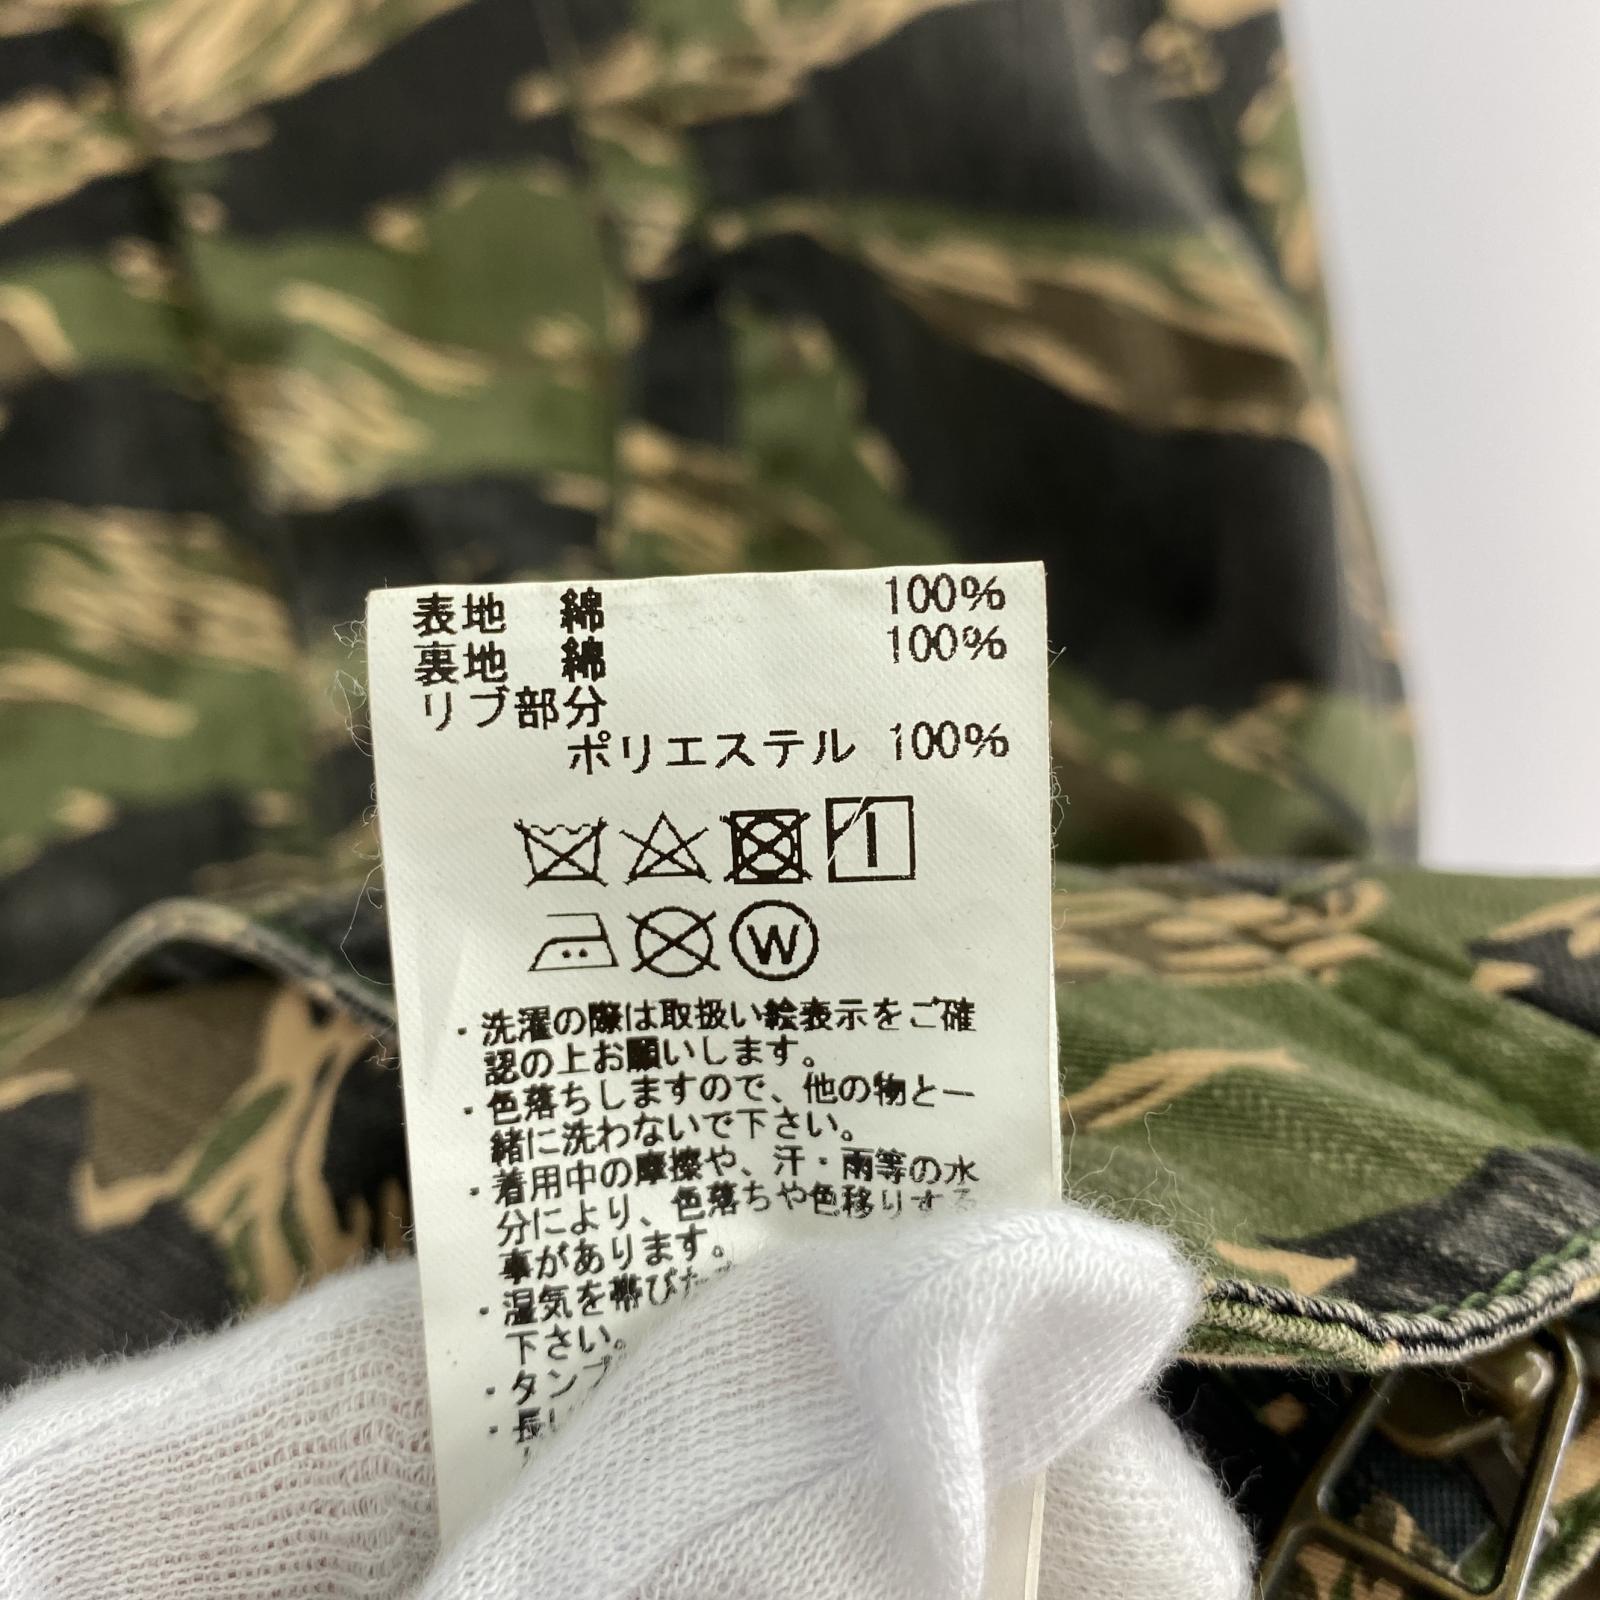 表地 綿 100%
裏地 綿 100%
リブ部分
ポリエステル 100%
W
・洗濯の際は取扱い絵表示をご確
認の上お願いします。
・色落ちしますので、他の物と一
緒に洗わないで下さい。
・着用中の摩擦や、汗・雨等の水
分により、色落ちや色移りする
事があります。
・湿気を帯びた
下さい。
・タンブ
・長い